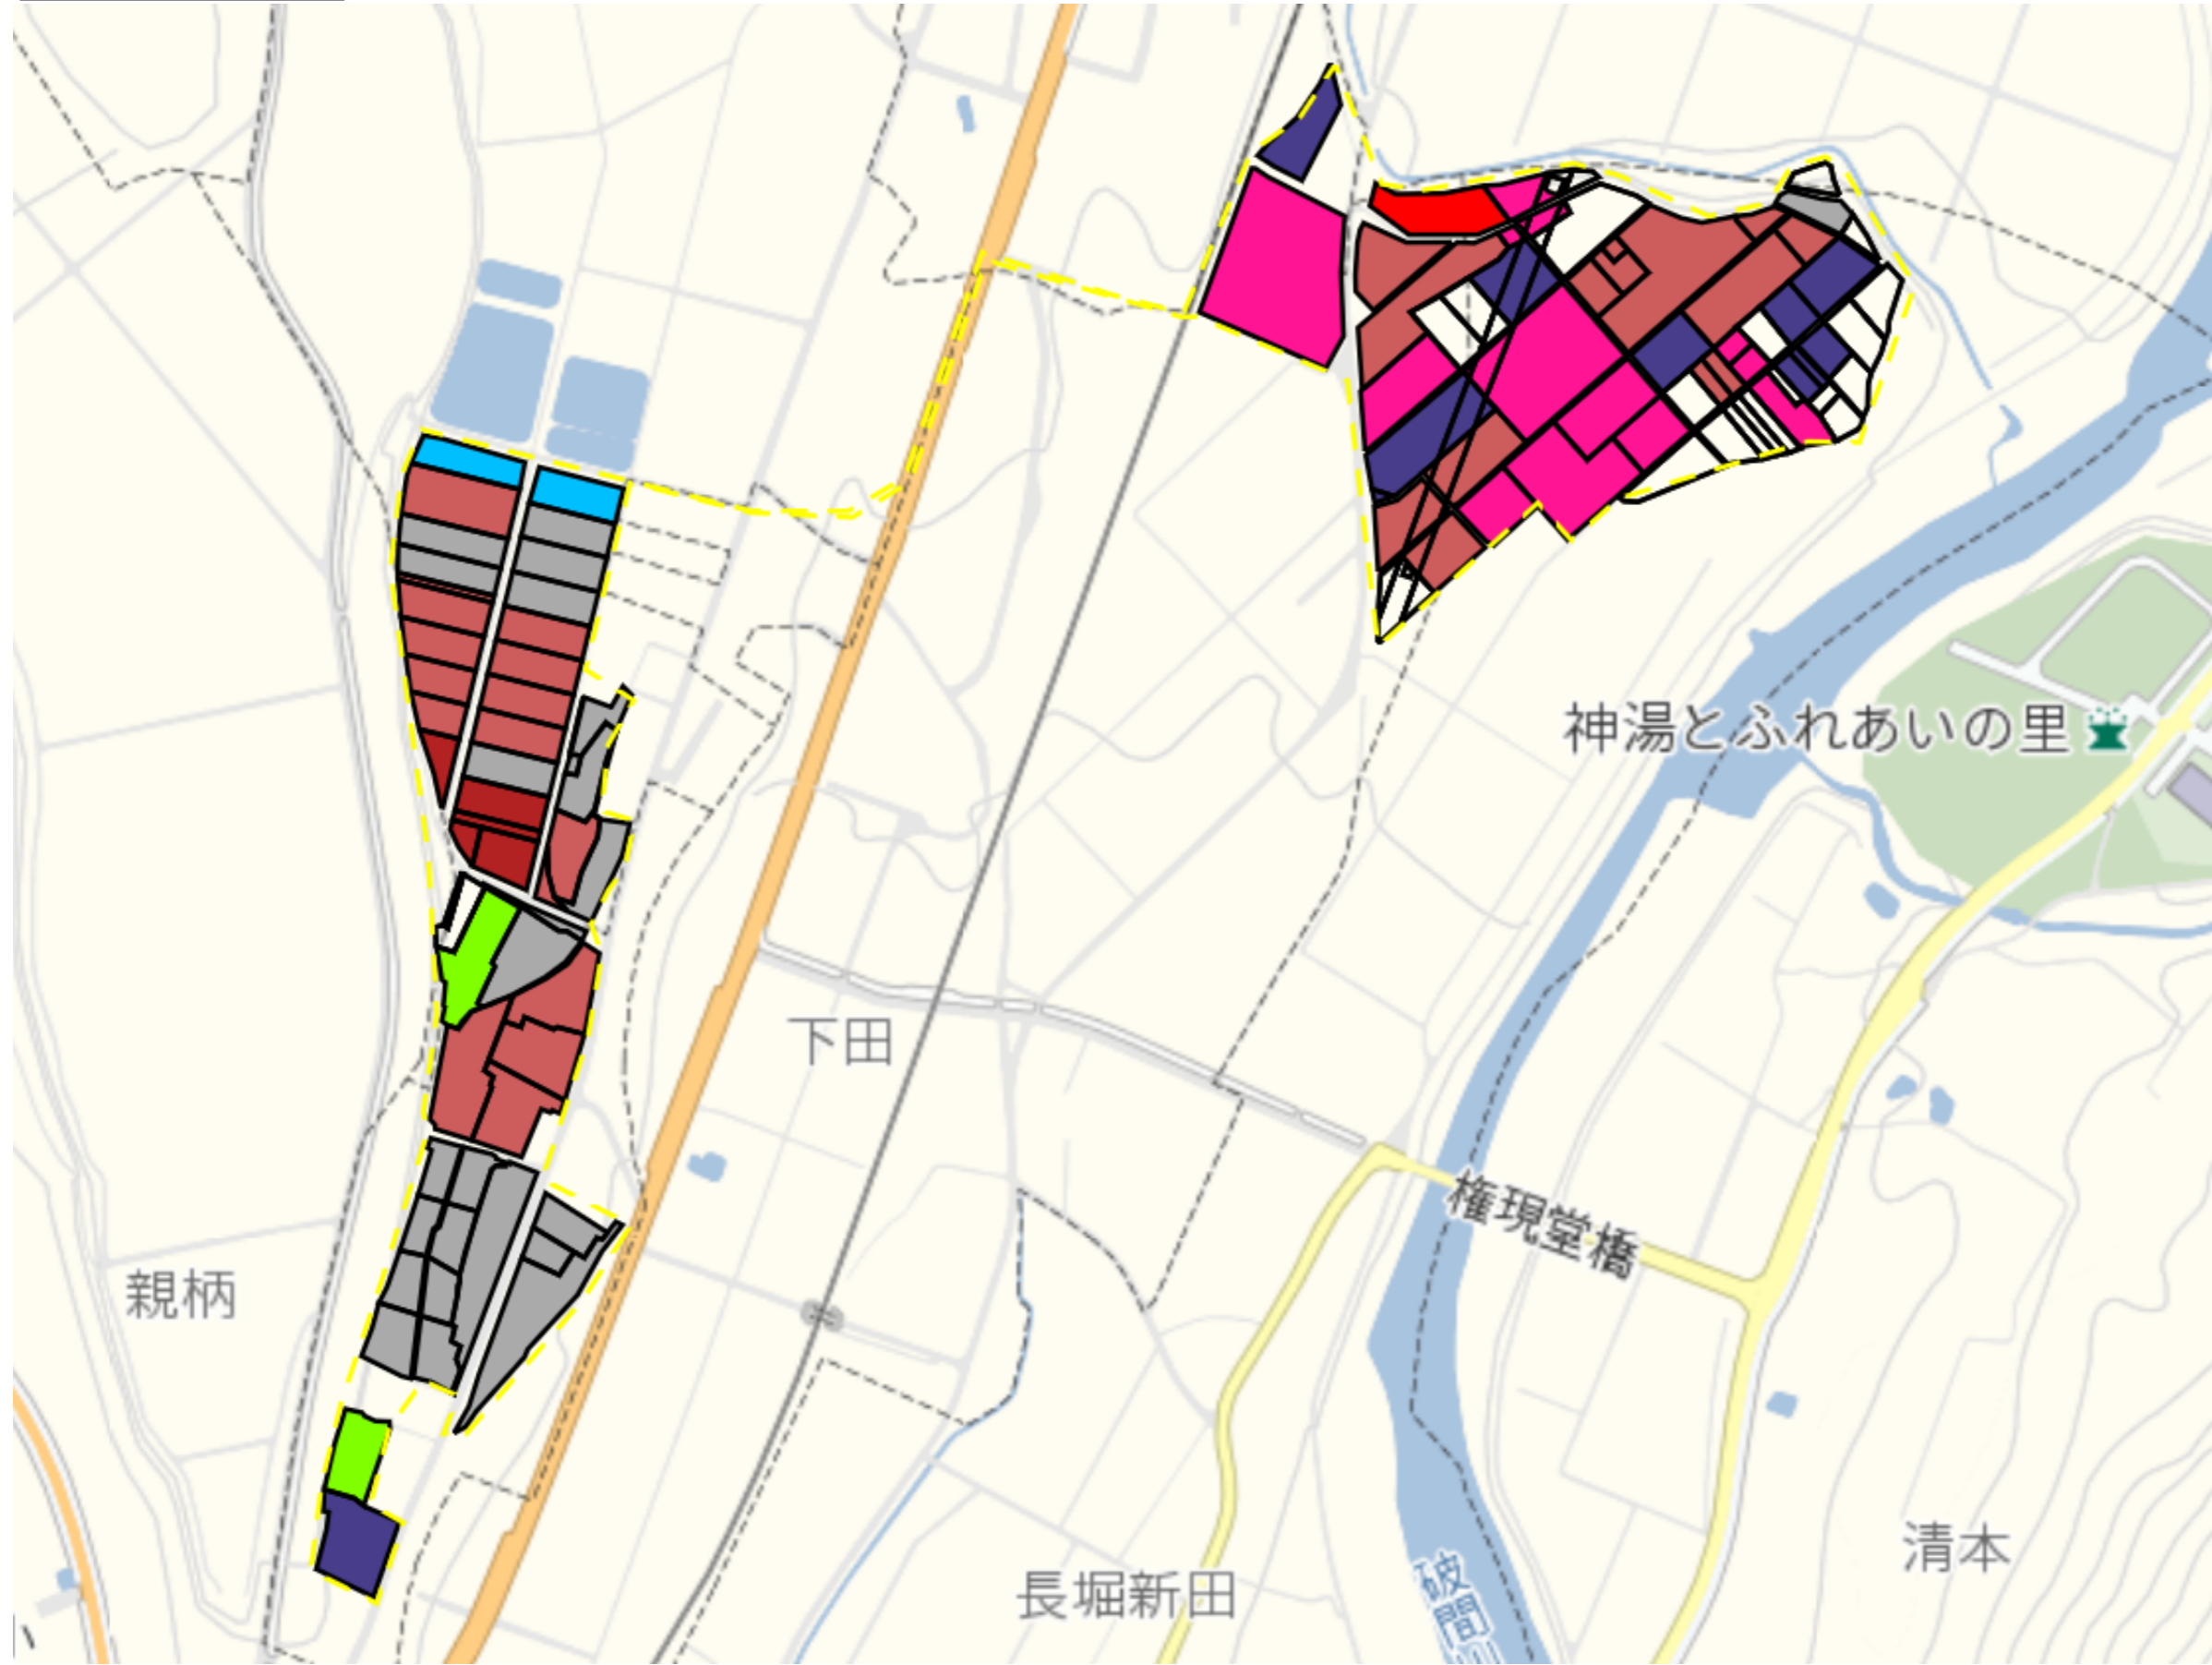 神湯とふれあいの里
下田
権現堂橋
親柄
清本
長堀新田
破
間
川